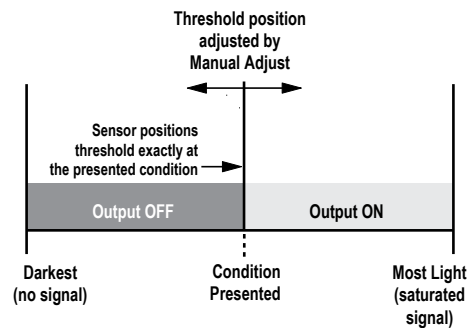 Threshold position
adjusted by
Manual Adjust
Sensor positions
threshold exactly at
the presented condition
Output OFF
Output ON
Darkest
(no signal)
Condition
Presented
Most Light
(saturated
signal)